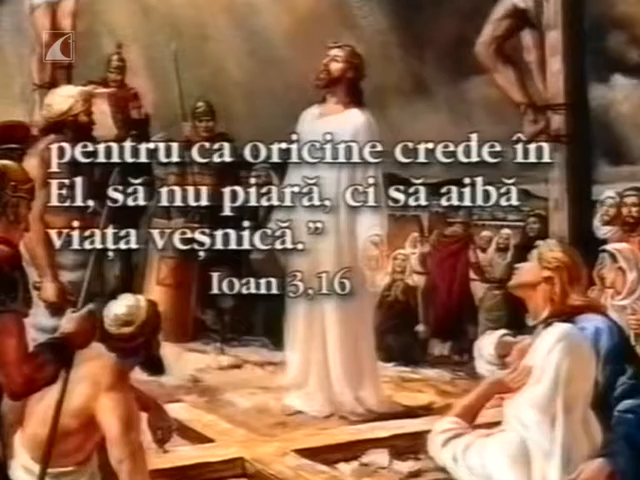 pentru ca oricine crede în
El, să nu piară, ci să aibă
viața veșnică.”
Ioan 3,16